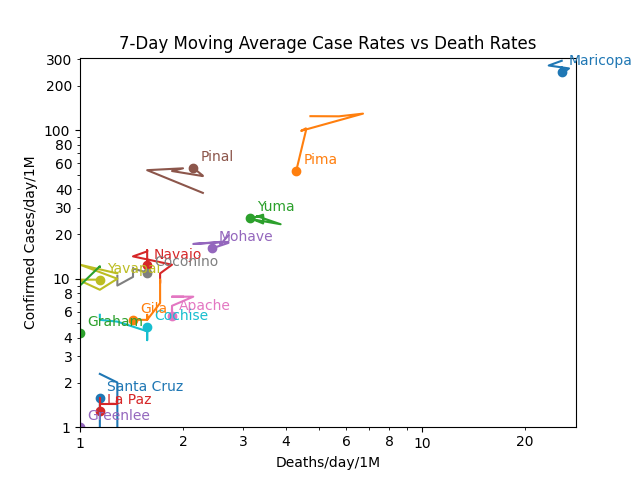 7-Day Moving Average Case Rates vs Death Rates
Confirmed Cases/day/1M
300
200
100
80
60
40
30
20
10
8
6
4
3
2
1
Maricopa
Pinal
Pima
Yuma
Mohave
Navajo
Coconino
Yavapai
Gila
Apache
Graham
Cochise
Santa Cruz
La Paz
Greenlee
1
2
3
4
6
8
10
20
Deaths/day/1M